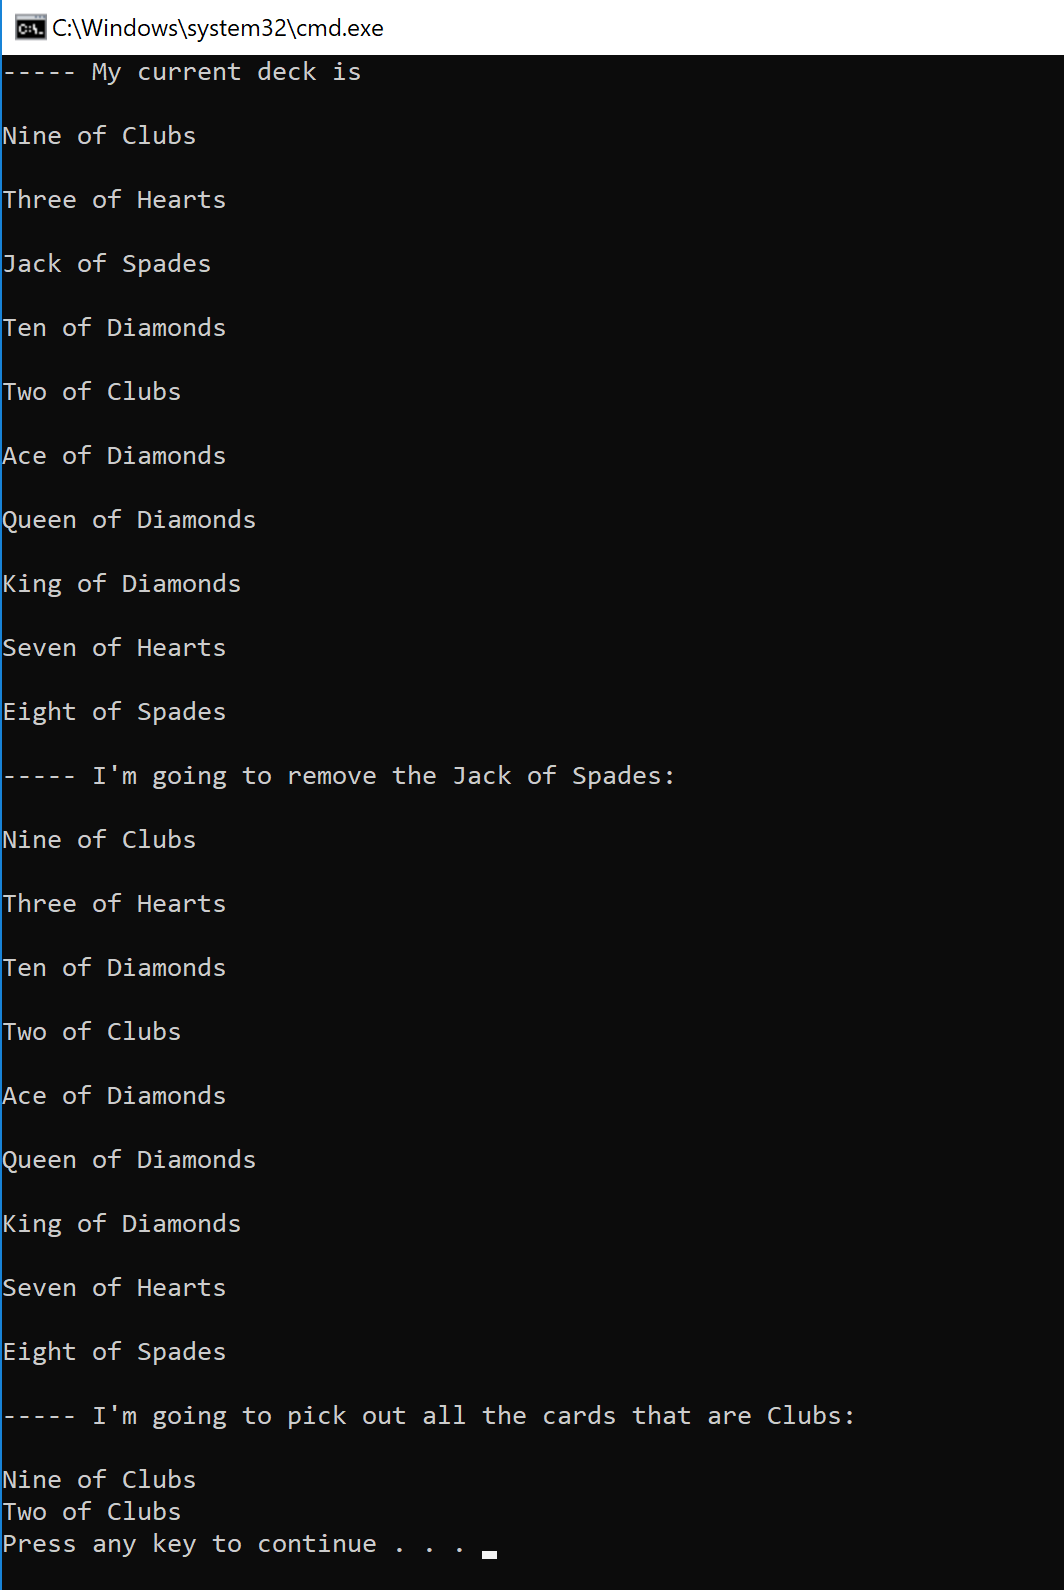 C:\Windows\system32\cmd.exe
----- My current deck is
Nine of Clubs
Three of Hearts
Jack of Spades
Ten of Diamonds
Two of Clubs
Ace of Diamonds
Queen of Diamonds
King of Diamonds
Seven of Hearts
Eight of Spades
----- I'm going to remove the Jack of Spades:
Nine of Clubs
Three of Hearts
Ten of Diamonds
Two of Clubs
Ace of Diamonds
Queen of Diamonds
King of Diamonds
Seven of Hearts
Eight of Spades
----- I'm going to pick out all the cards that are Clubs:
Nine of Clubs
Two of Clubs
Press any key to continue . . .